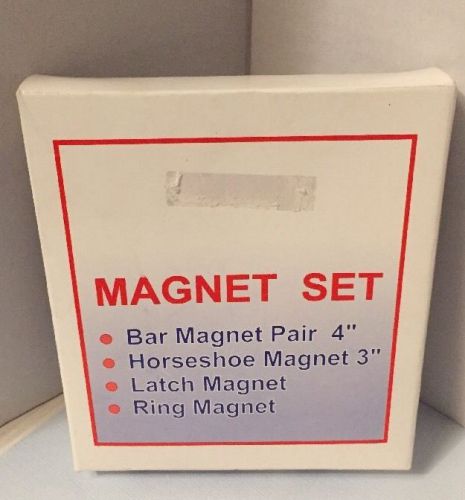 MAGNET SET
• Bar Magnet Pair 4"
• Horseshoe Magnet 3"
• Latch Magnet
• Ring Magnet